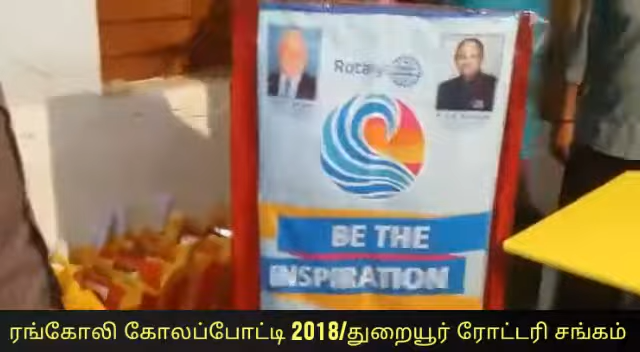 Rotary
BE THE
INSPIRATION
ரங்கோலி கோலப்போட்டி 2018/துறையூர் ரோட்டரி சங்கம்